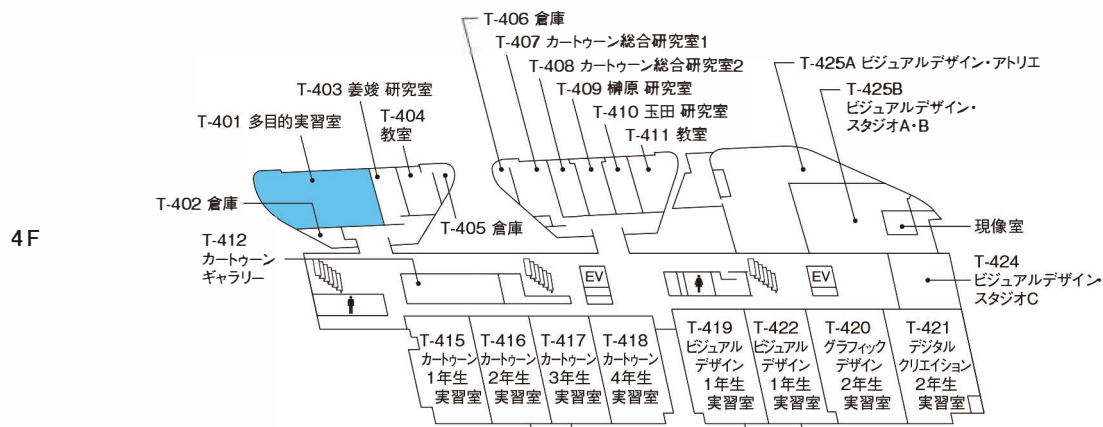 T-406 倉庫
T-407 カートゥーン総合研究室1
T-408 カートゥーン総合研究室2
T-409 榊原 研究室
T-410 玉田 研究室
T-411 教室
T-425A ビジュアルデザイン・アトリエ
T-425B
ビジュアルデザイン・
スタジオA・B
T-403 姜竣 研究室
T-404
教室
T-401 多目的実習室
T-402 倉庫
T-405 倉庫
現像室
4F
T-412
カートゥーン
ギャラリー
EV
EV
T-424
ビジュアルデザイン・
スタジオC
T-415
カートゥーン
1年生
実習室
T-416
カートゥーン
2年生
実習室
T-417
カートゥーン
3年生
実習室
T-418
カートゥーン
4年生
実習室
T-419
ビジュアル
デザイン
1年生
実習室
T-422
ビジュアル
デザイン
1年生
実習室
T-420
グラフィック
デザイン
2年生
実習室
T-421
デジタル
クリエイション
2年生
実習室